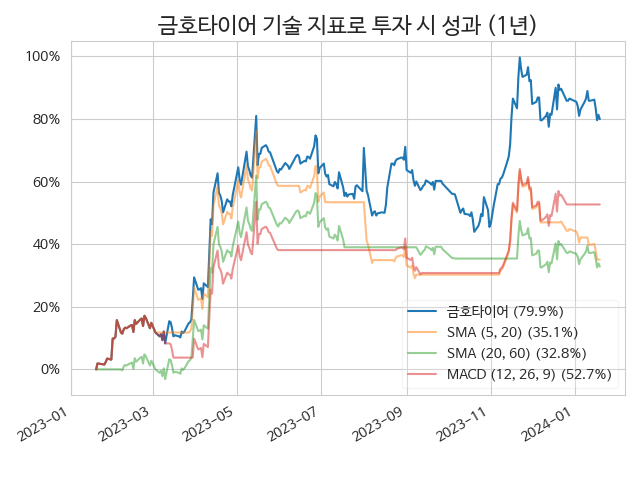 금호타이어 기술 지표로 투자 시 성과 (1년)
100%
80%
60%
40%
20%
0%
금호타이어 (79.9%)
SMA (5, 20) (35.1%)
SMA (20, 60) (32.8%)
MACD (12, 26, 9) (52.7%)
2023-01
2023-03
2023-05
2023-07
2023-09
2023-11
2024-01